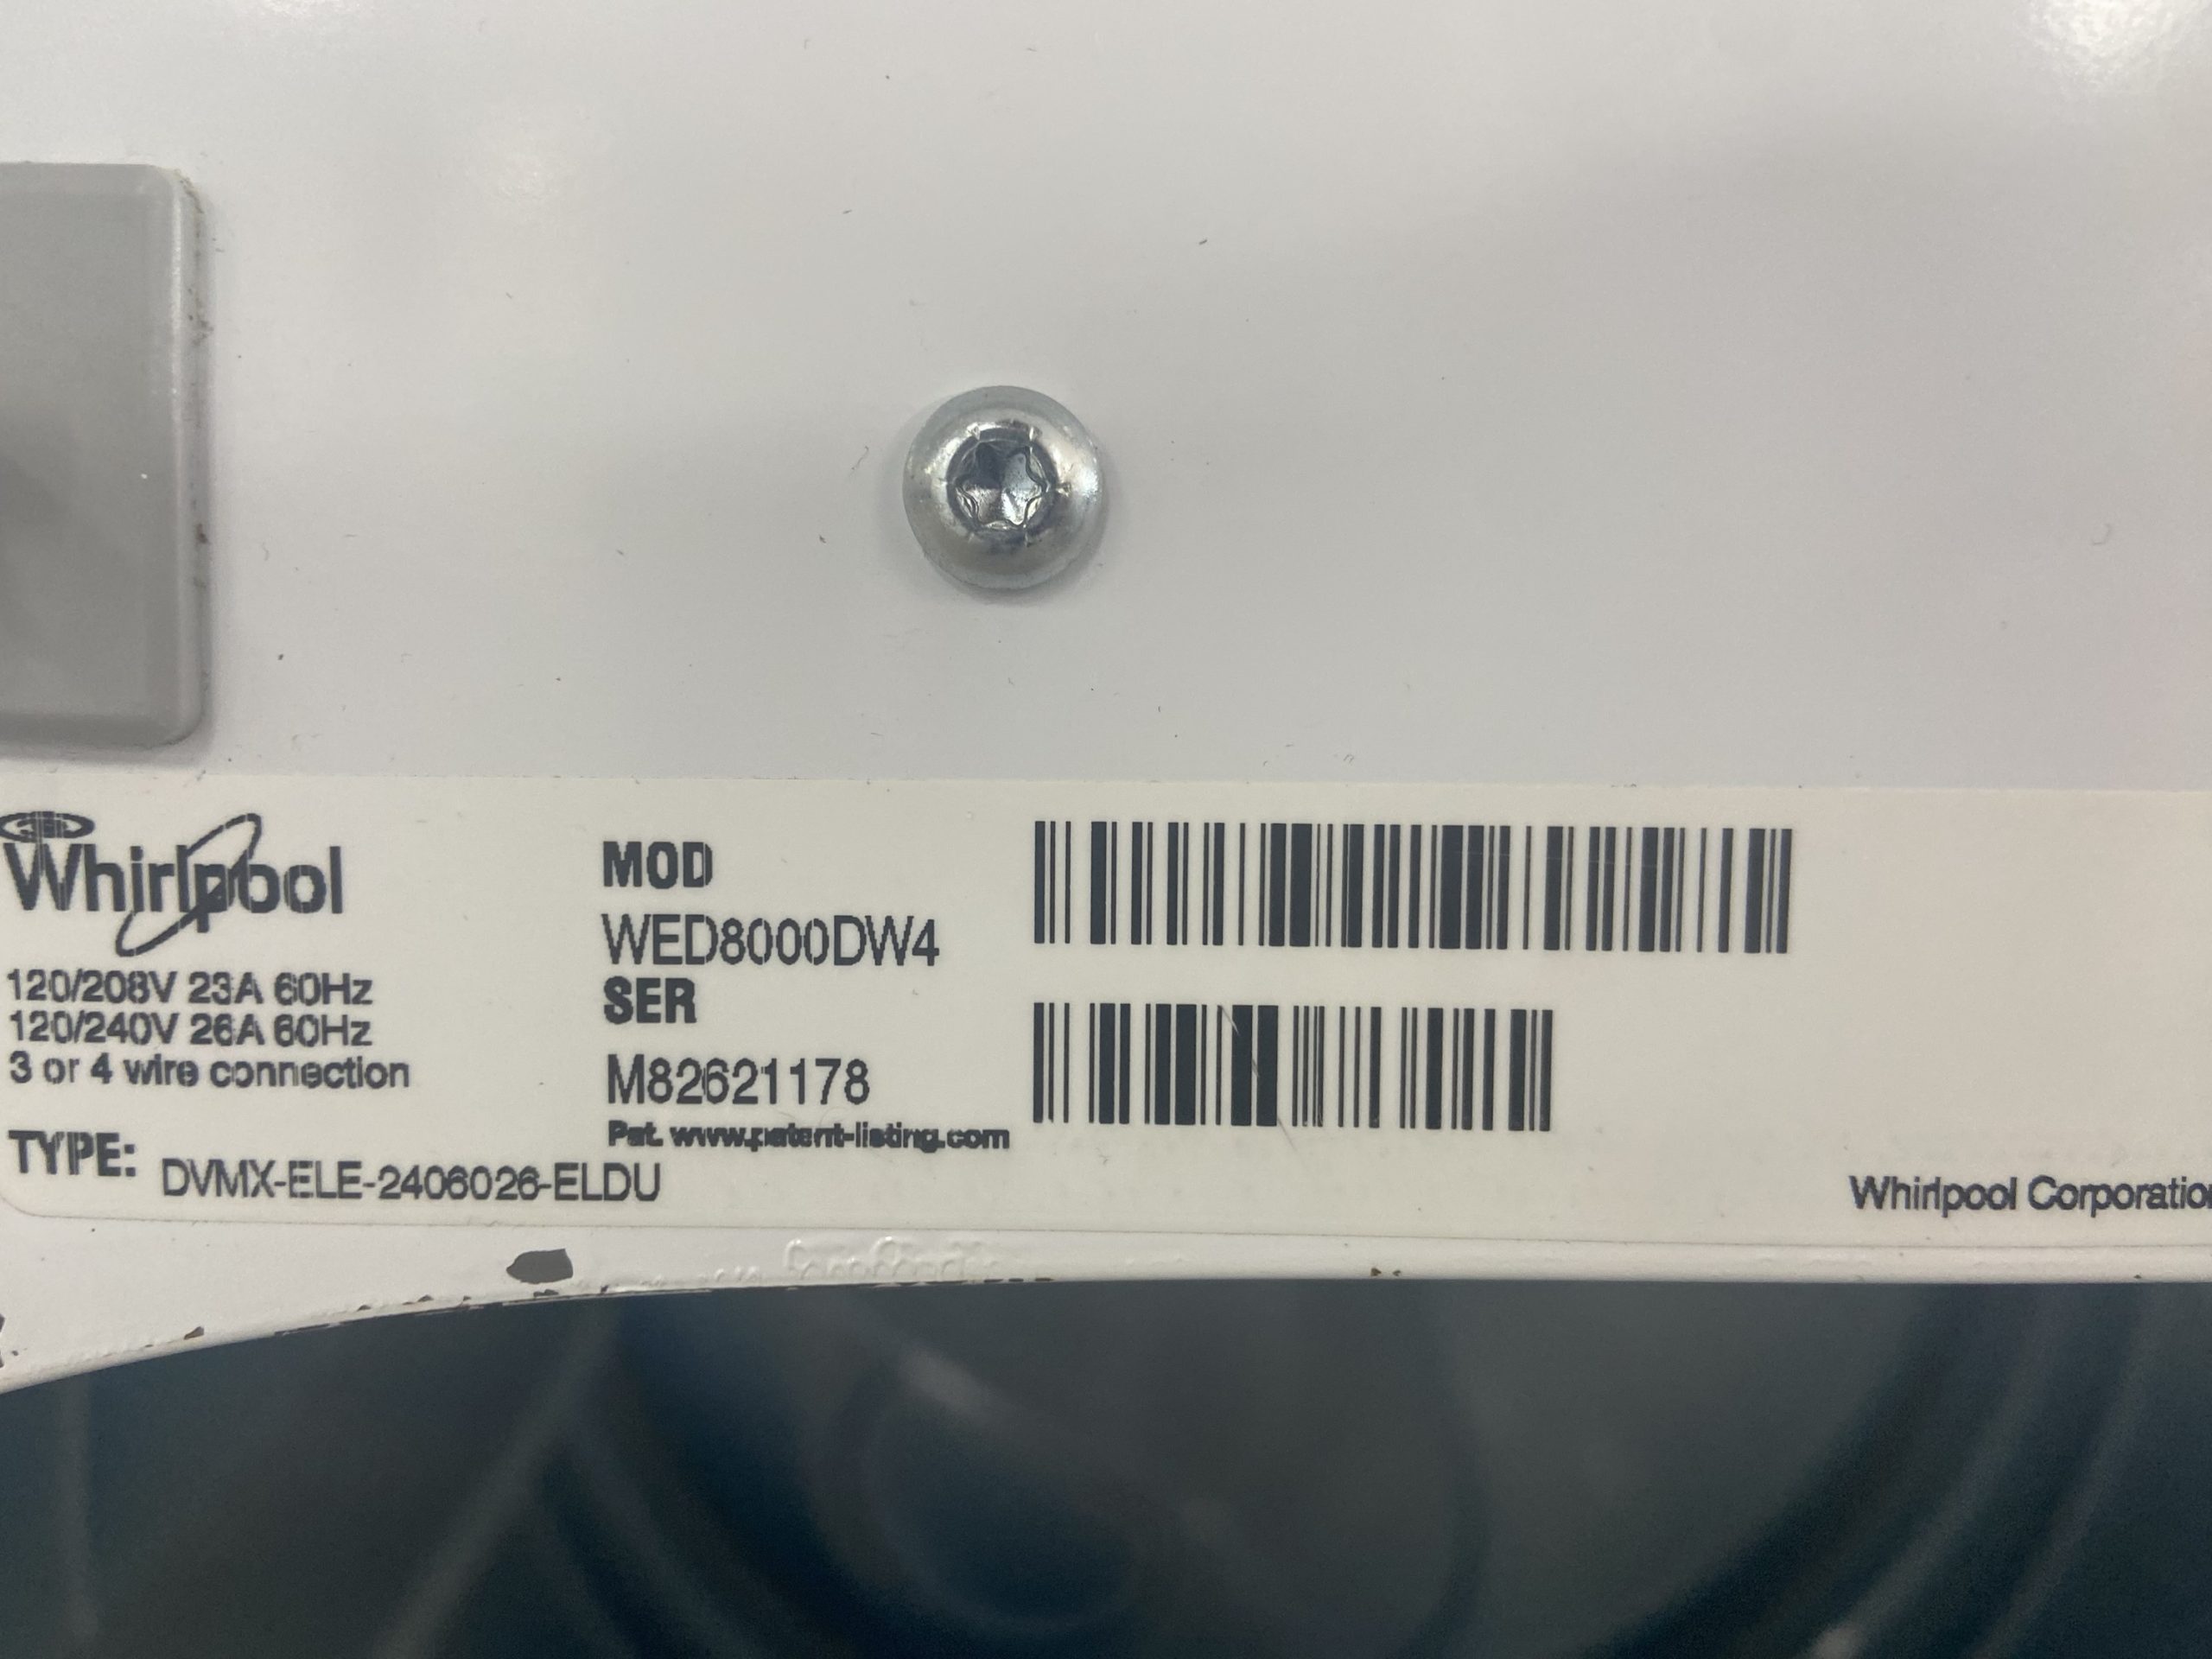 Whirlpool
120/208V 23A 60Hz
120/240V 26A 60Hz
3 or 4 wire connection
TYPE: DVMX-ELE-2406026-ELDU
MOD
WED8000DW4
SER
M82621178
Pat. www.patent-listing.com
Whirlpool Corporation